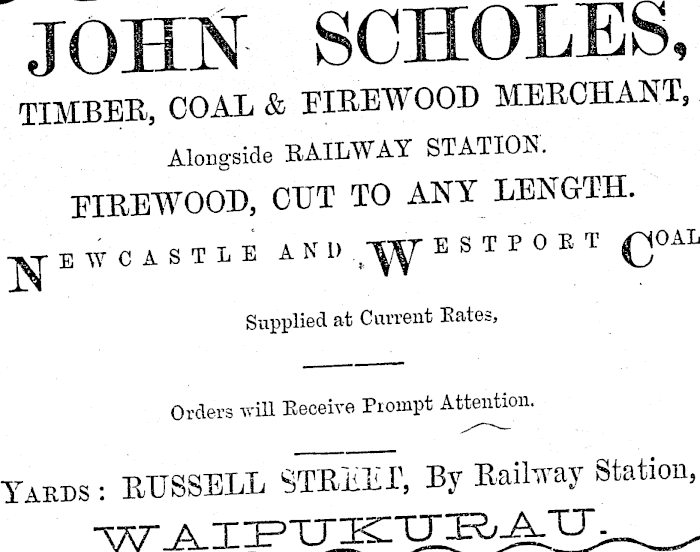 JOHN SCHOLES,
TIMBER, COAL & FIREWOOD MERCHANT,
Alongside RAILWAY STATION.
FIREWOOD, CUT TO ANY LENGTH.
NEWCASTLE AND WESTPORT COAL
Supplied at Current Rates,
Orders will Receive Prompt Attention.
YARDS: RUSSELL STREET, By Railway Station,
WAIPUKURAU.